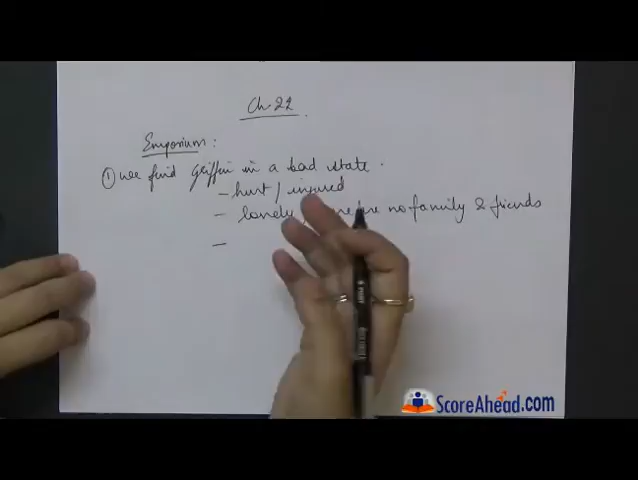 Ch. 22
Emporium :
① we find Griffin in a bad state.
- hurt / injured
- lonely no family & friends
-
ScoreAhead.com